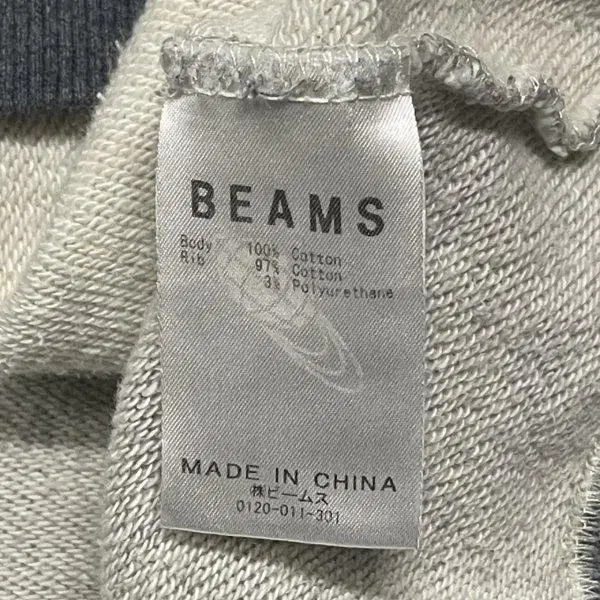 BEAMS
Body 100% Cotton
Rib 97% Cotton
3% Polyurethane
MADE IN CHINA
㈱ビームス
0120-011-301